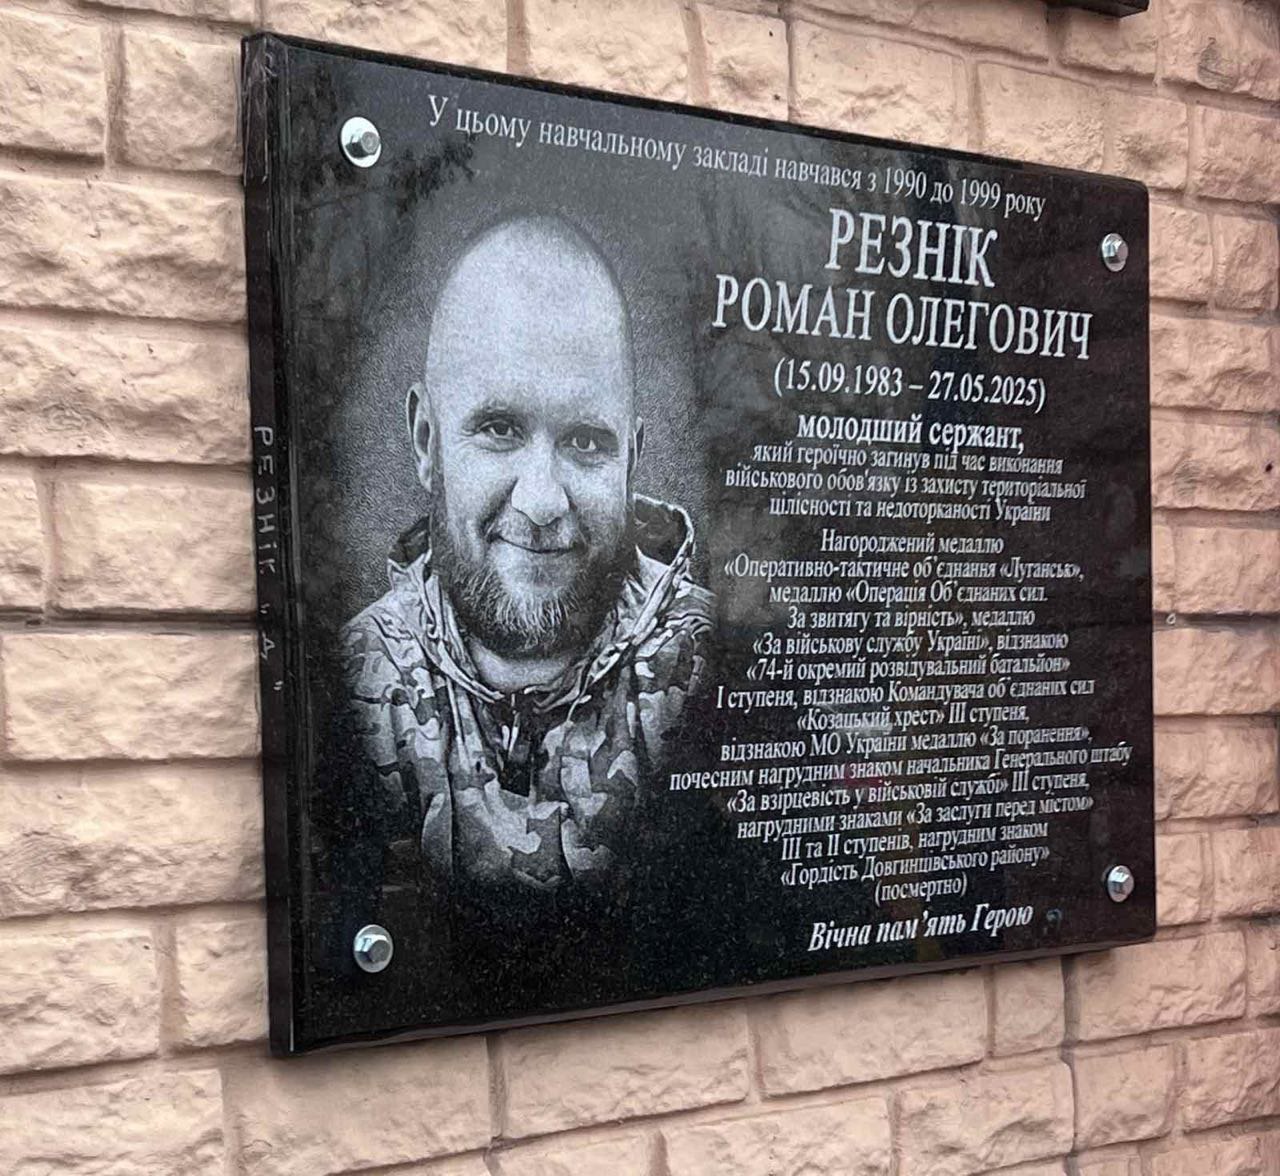 У цьому навчальному закладі навчався з 1990 до 1999 року
РЕЗНІК
РОМАН ОЛЕГОВИЧ
(15.09.1983 – 27.05.2025)
молодший сержант,
який героїчно загинув під час виконання
військового обов'язку із захисту територіальної
цілісності та недоторканості України
Нагороджений медаллю
«Оперативно-тактичне об'єднання «Луганськ»,
медаллю «Операція Об'єднаних сил.
За звитягу та вірність», медаллю
«За військову службу Україні», відзнакою
«74-й окремий розвідувальний батальйон»
І ступеня, відзнакою Командувача об'єднаних сил
«Козацький хрест» ІІІ ступеня,
відзнакою МО України медаллю «За поранення»,
почесним нагрудним знаком начальника Генерального штабу
«За взірцевість у військовій службі» ІІІ ступеня,
нагрудними знаками «За заслуги перед містом»
ІІІ та ІІ ступенів, нагрудним знаком
«Гордість Довгинцівського району»
(посмертно)
Вічна пам'ять Герою
РЕЗНІК "Д"